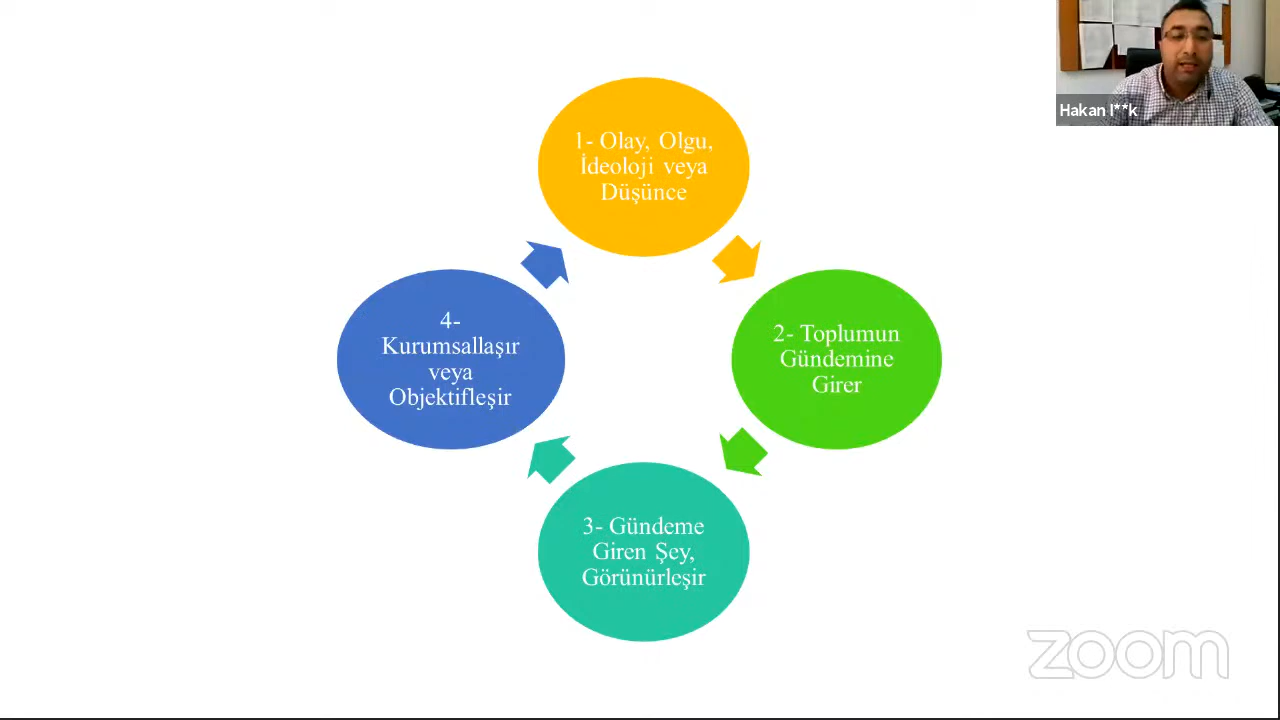 Hakan I**k
1- Olay, Olgu,
İdeoloji veya
Düşünce
2- Toplumun
Gündemine
Girer
3- Gündeme
Giren Şey,
Görünürleşir
4-
Kurumsallaşır
veya
Objektifleşir
zoom